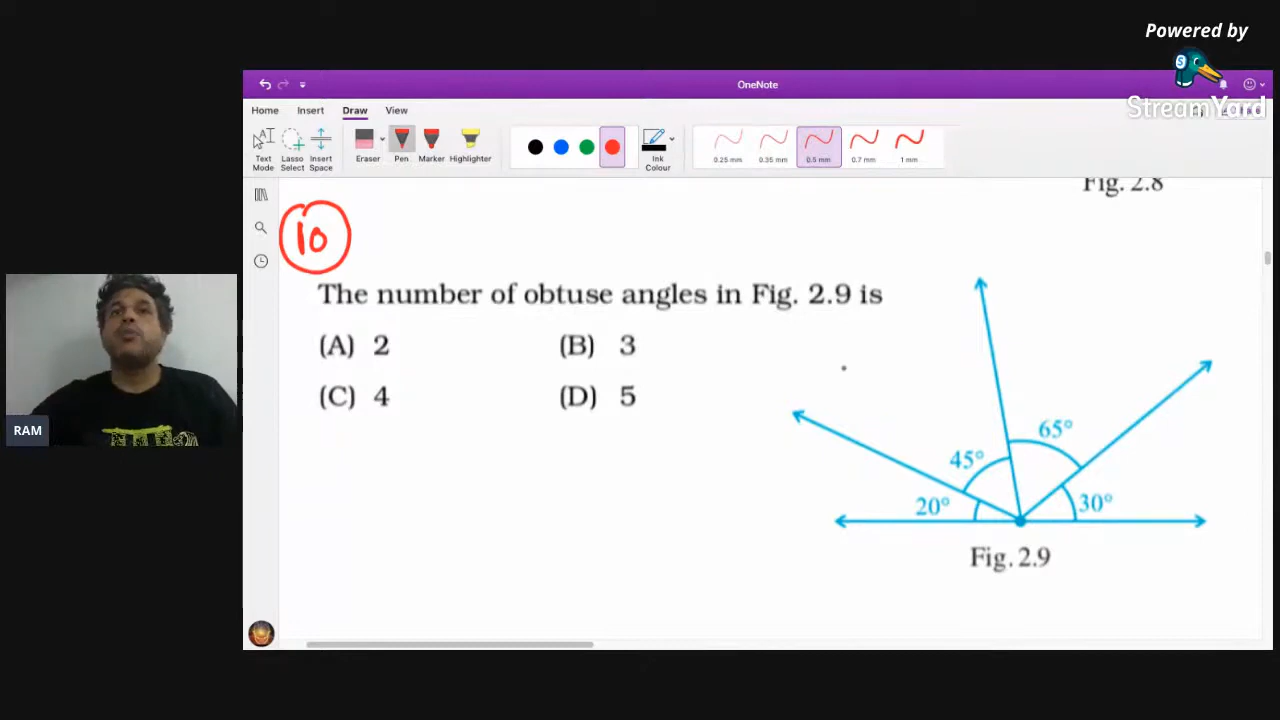 Powered by
StreamYard
OneNote
Home Insert Draw View
Text Mode
Lasso Select
Insert Space
Eraser
Pen
Marker
Highlighter
Ink Colour
0.25 mm
0.35 mm
0.5 mm
0.7 mm
1 mm
Fig. 2.8
10
The number of obtuse angles in Fig. 2.9 is
(A) 2 (B) 3
(C) 4 (D) 5
65°
45°
20°
30°
Fig. 2.9
RAM